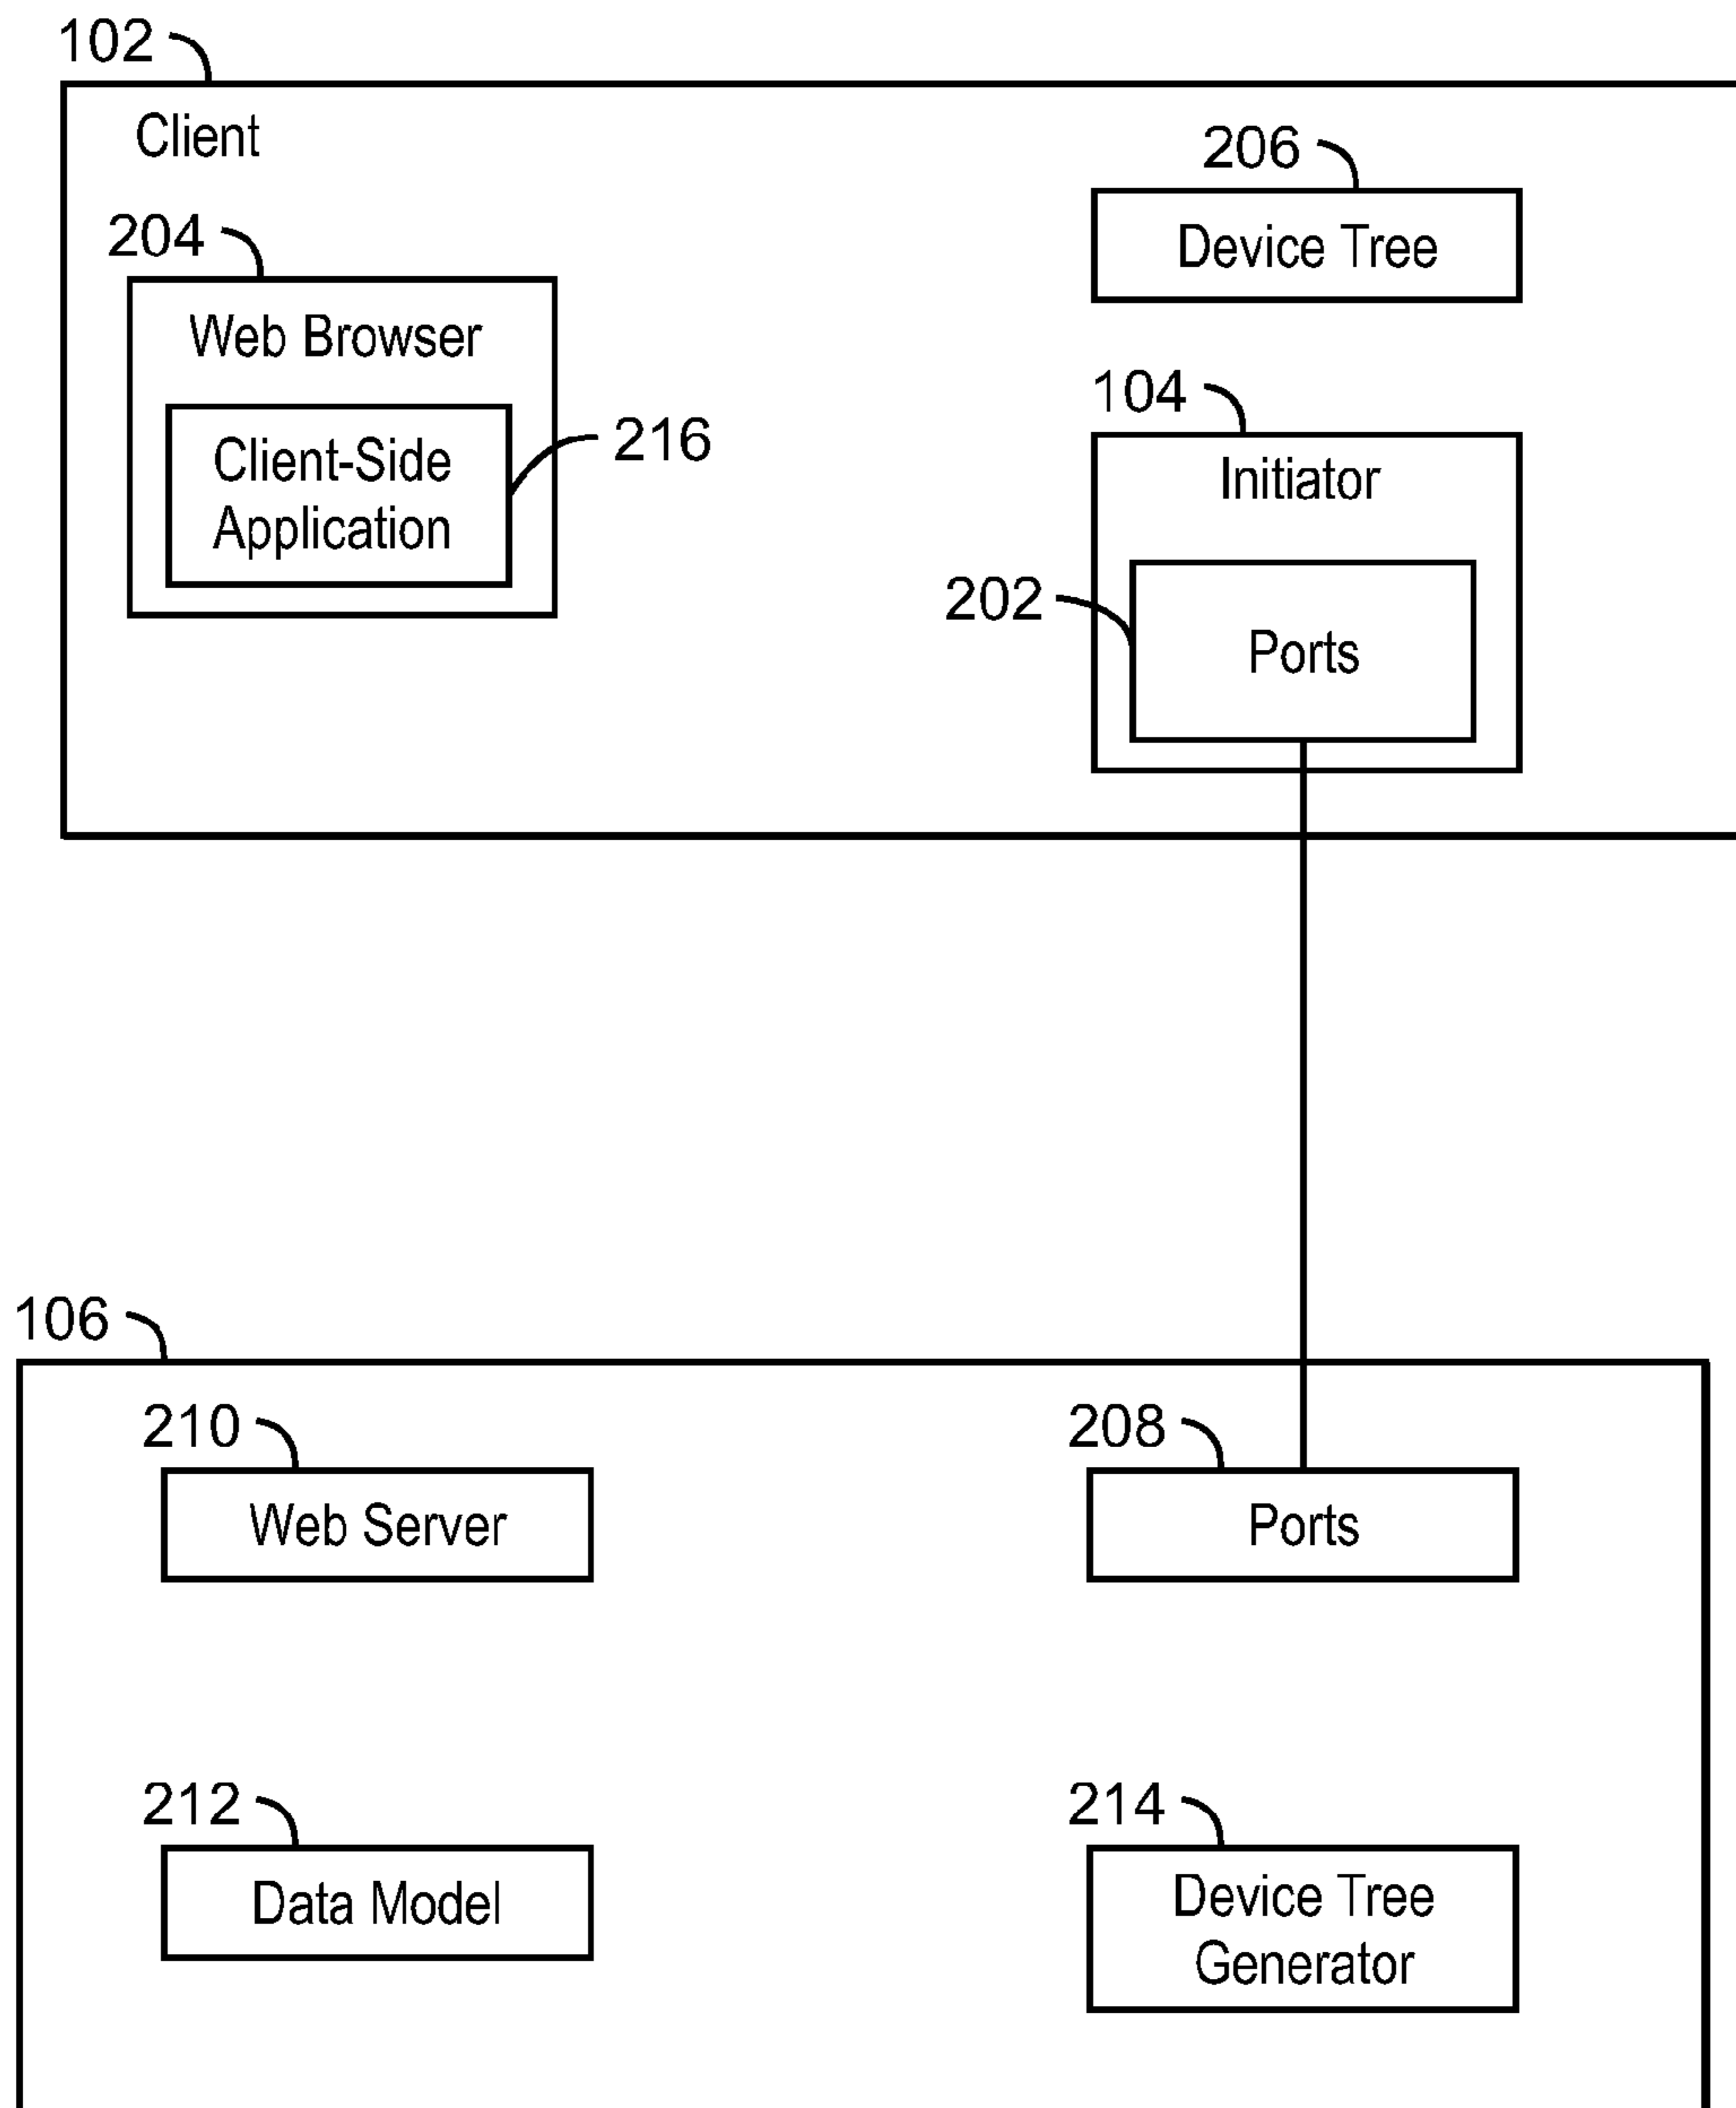 102
Client
206
204
Device Tree
Web Browser
104
Client-Side
Application
216
Initiator
202
Ports
106
210
208
Web Server
Ports
212
214
Data Model
Device Tree
Generator